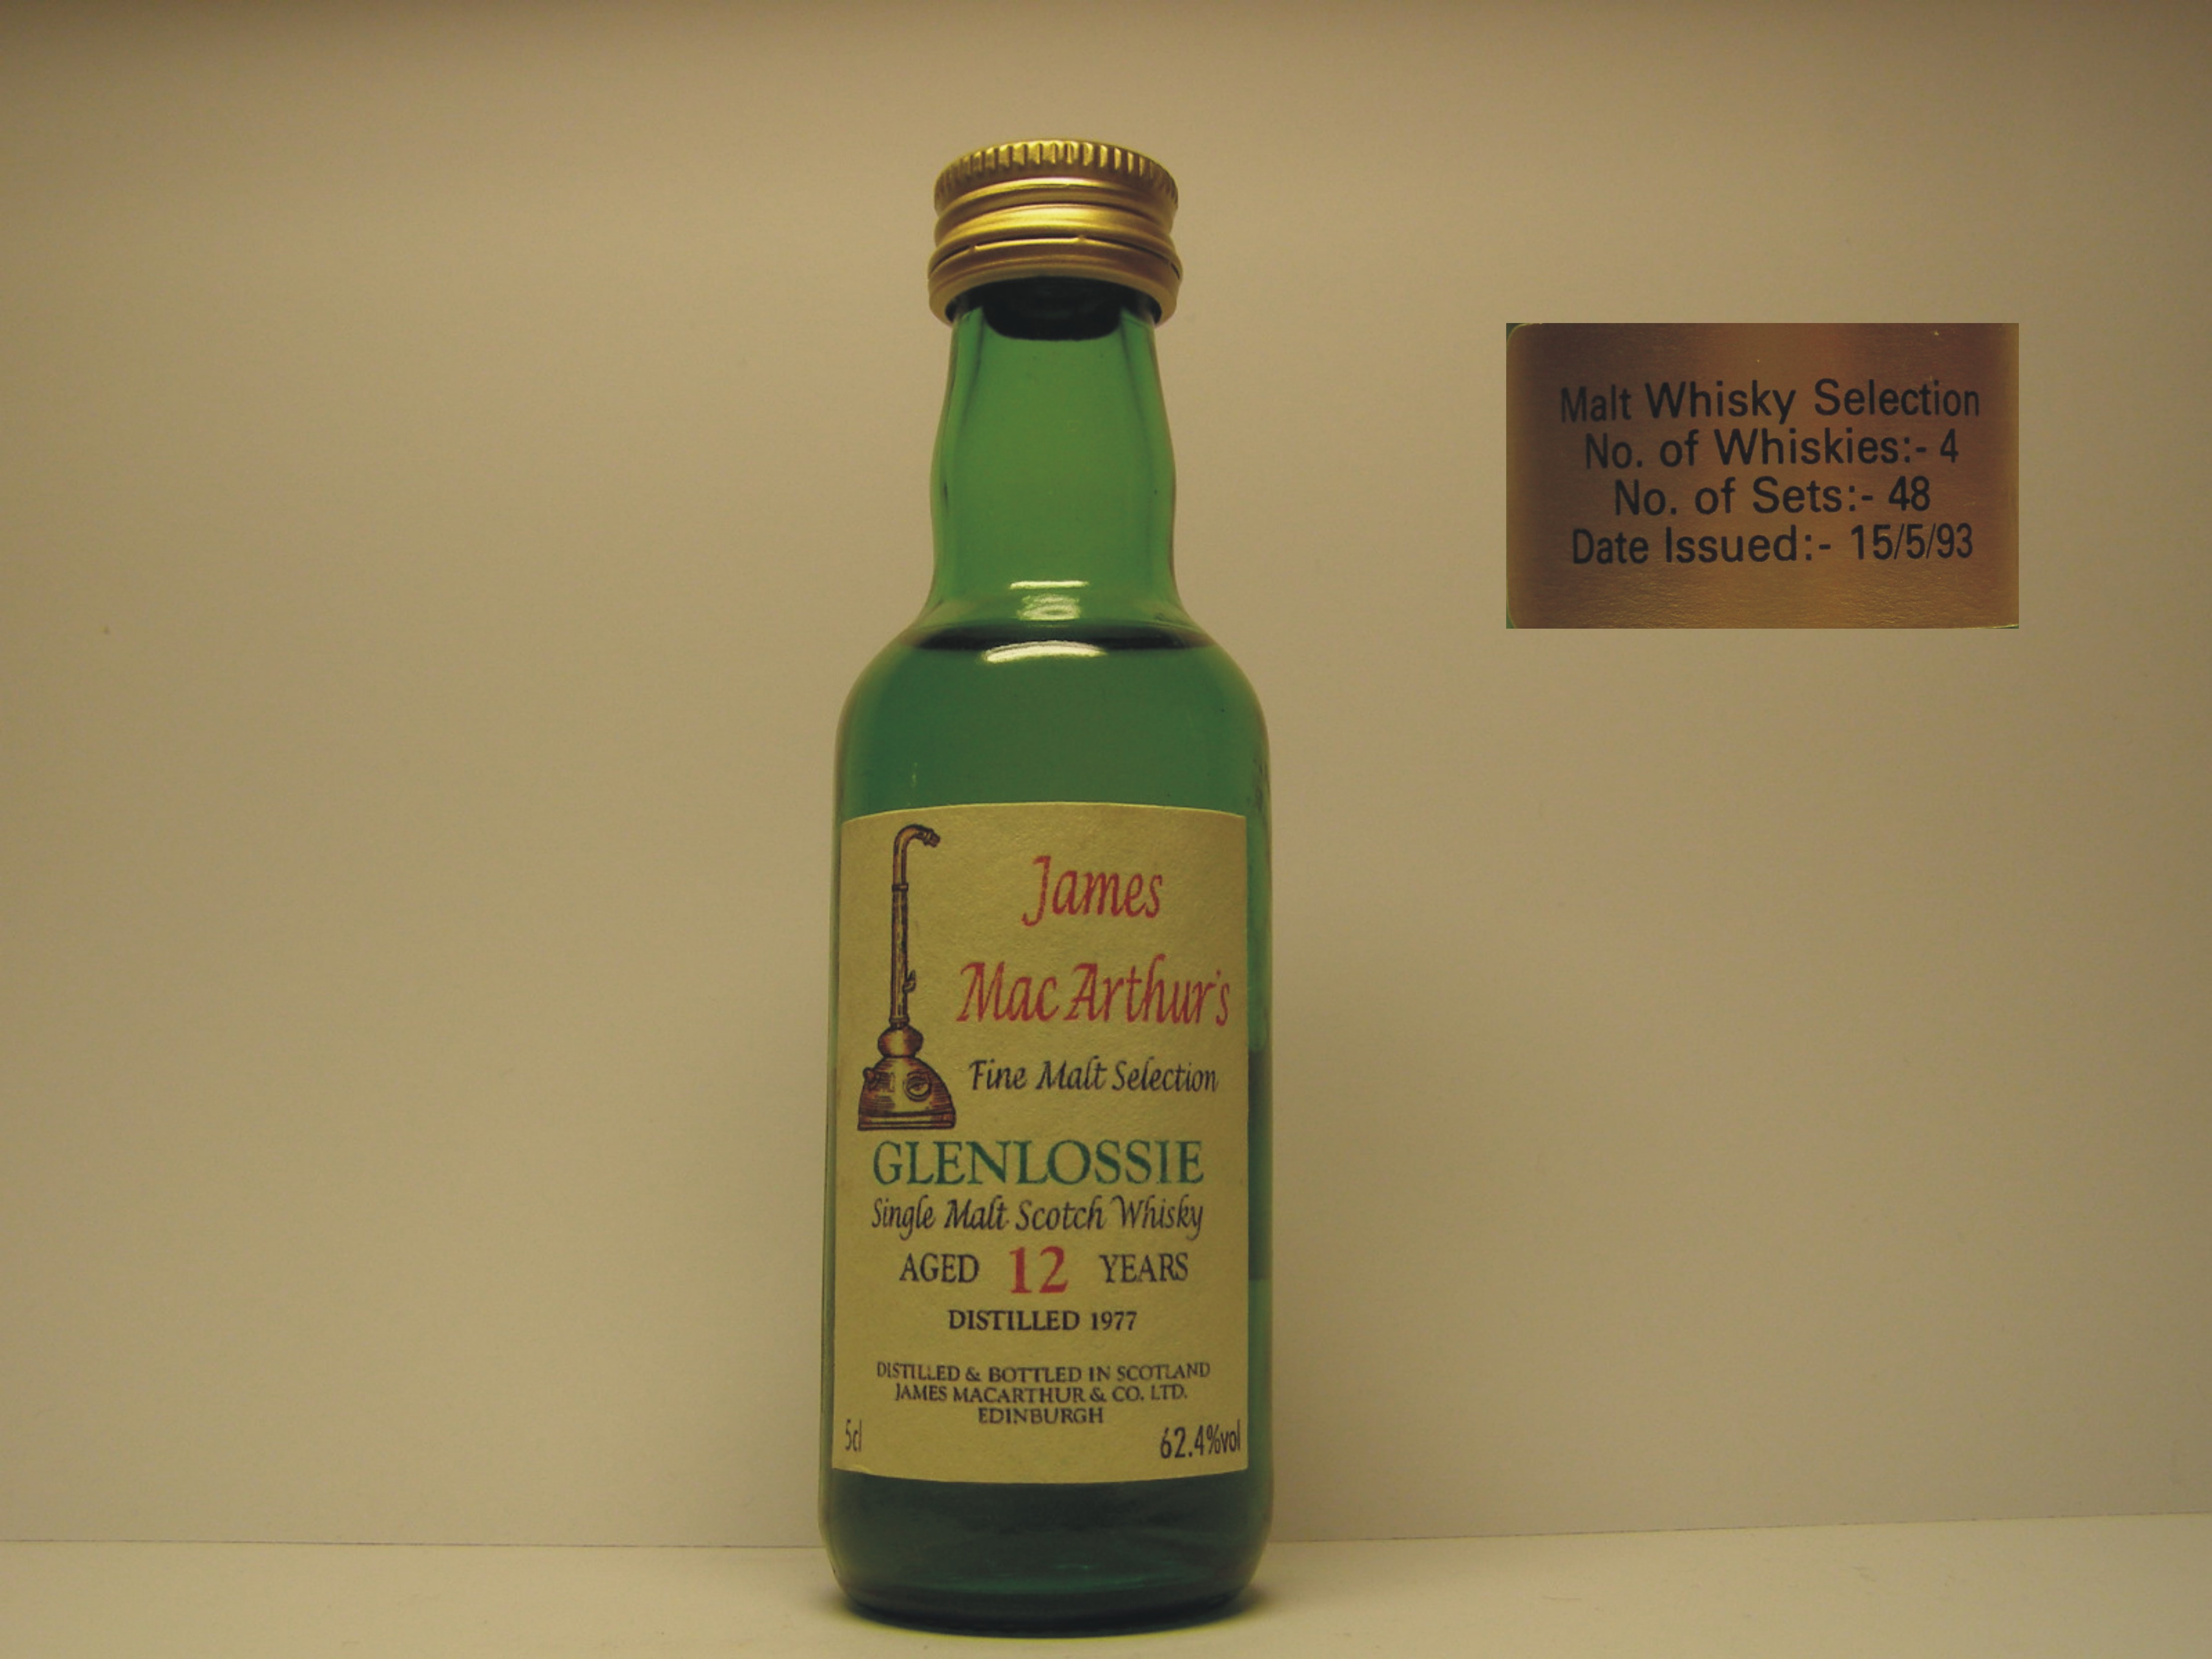 James
Mac Arthur's
Fine Malt Selection
GLENLOSSIE
Single Malt Scotch Whisky
AGED 12 YEARS
DISTILLED 1977
DISTILLED & BOTTLED IN SCOTLAND
JAMES MACARTHUR & CO. LTD.
EDINBURGH
5cl
62.4%vol
Malt Whisky Selection
No. of Whiskies:- 4
No. of Sets:- 48
Date Issued:- 15/5/93